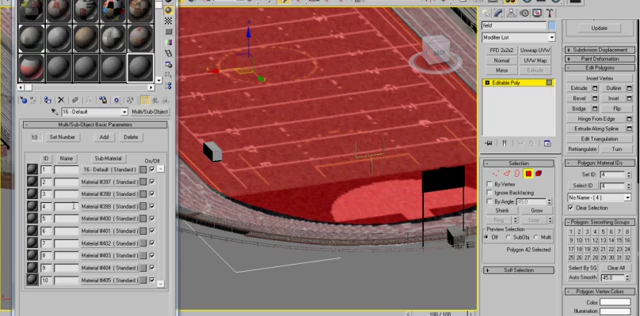 field
Modifier List
FFD 2x2x2 Unwrap UVW
Normal UVW Map
Mirror Extrude
Editable Poly
Update
Subdivision Displacement
Paint Deformation
Edit Polygons
Insert Vertex
Extrude Outline
Bevel Inset
Bridge Flip
Hinge From Edge
Extrude Along Spline
Edit Triangulation
Retriangulate Turn
16 - Default Multi/Sub-Object
Multi/Sub-Object Basic Parameters
10 Set Number Add Delete
ID Name Sub-Material On/Off
1 16 - Default ( Standard )
2 Material #397 ( Standard )
3 Material #398 ( Standard )
4 Material #399 ( Standard )
5 Material #400 ( Standard )
6 Material #401 ( Standard )
7 Material #402 ( Standard )
8 Material #403 ( Standard )
9 Material #404 ( Standard )
10 Material #405 ( Standard )
Selection
By Vertex
Ignore Backfacing
By Angle: 45.0
Shrink Grow
Ring Loop
Preview Selection
Off SubObj Multi
Polygon 42 Selected
Soft Selection
Polygon: Material IDs
Set ID: 4
Select ID 4
No Name - ( 4 )
Clear Selection
Polygon: Smoothing Groups
1 2 3 4 5 6 7 8
9 10 11 12 13 14 15 16
17 18 19 20 21 22 23 24
25 26 27 28 29 30 31 32
Select By SG Clear All
Auto Smooth 45.0
Polygon: Vertex Colors
Color:
Illumination:
100 / 100